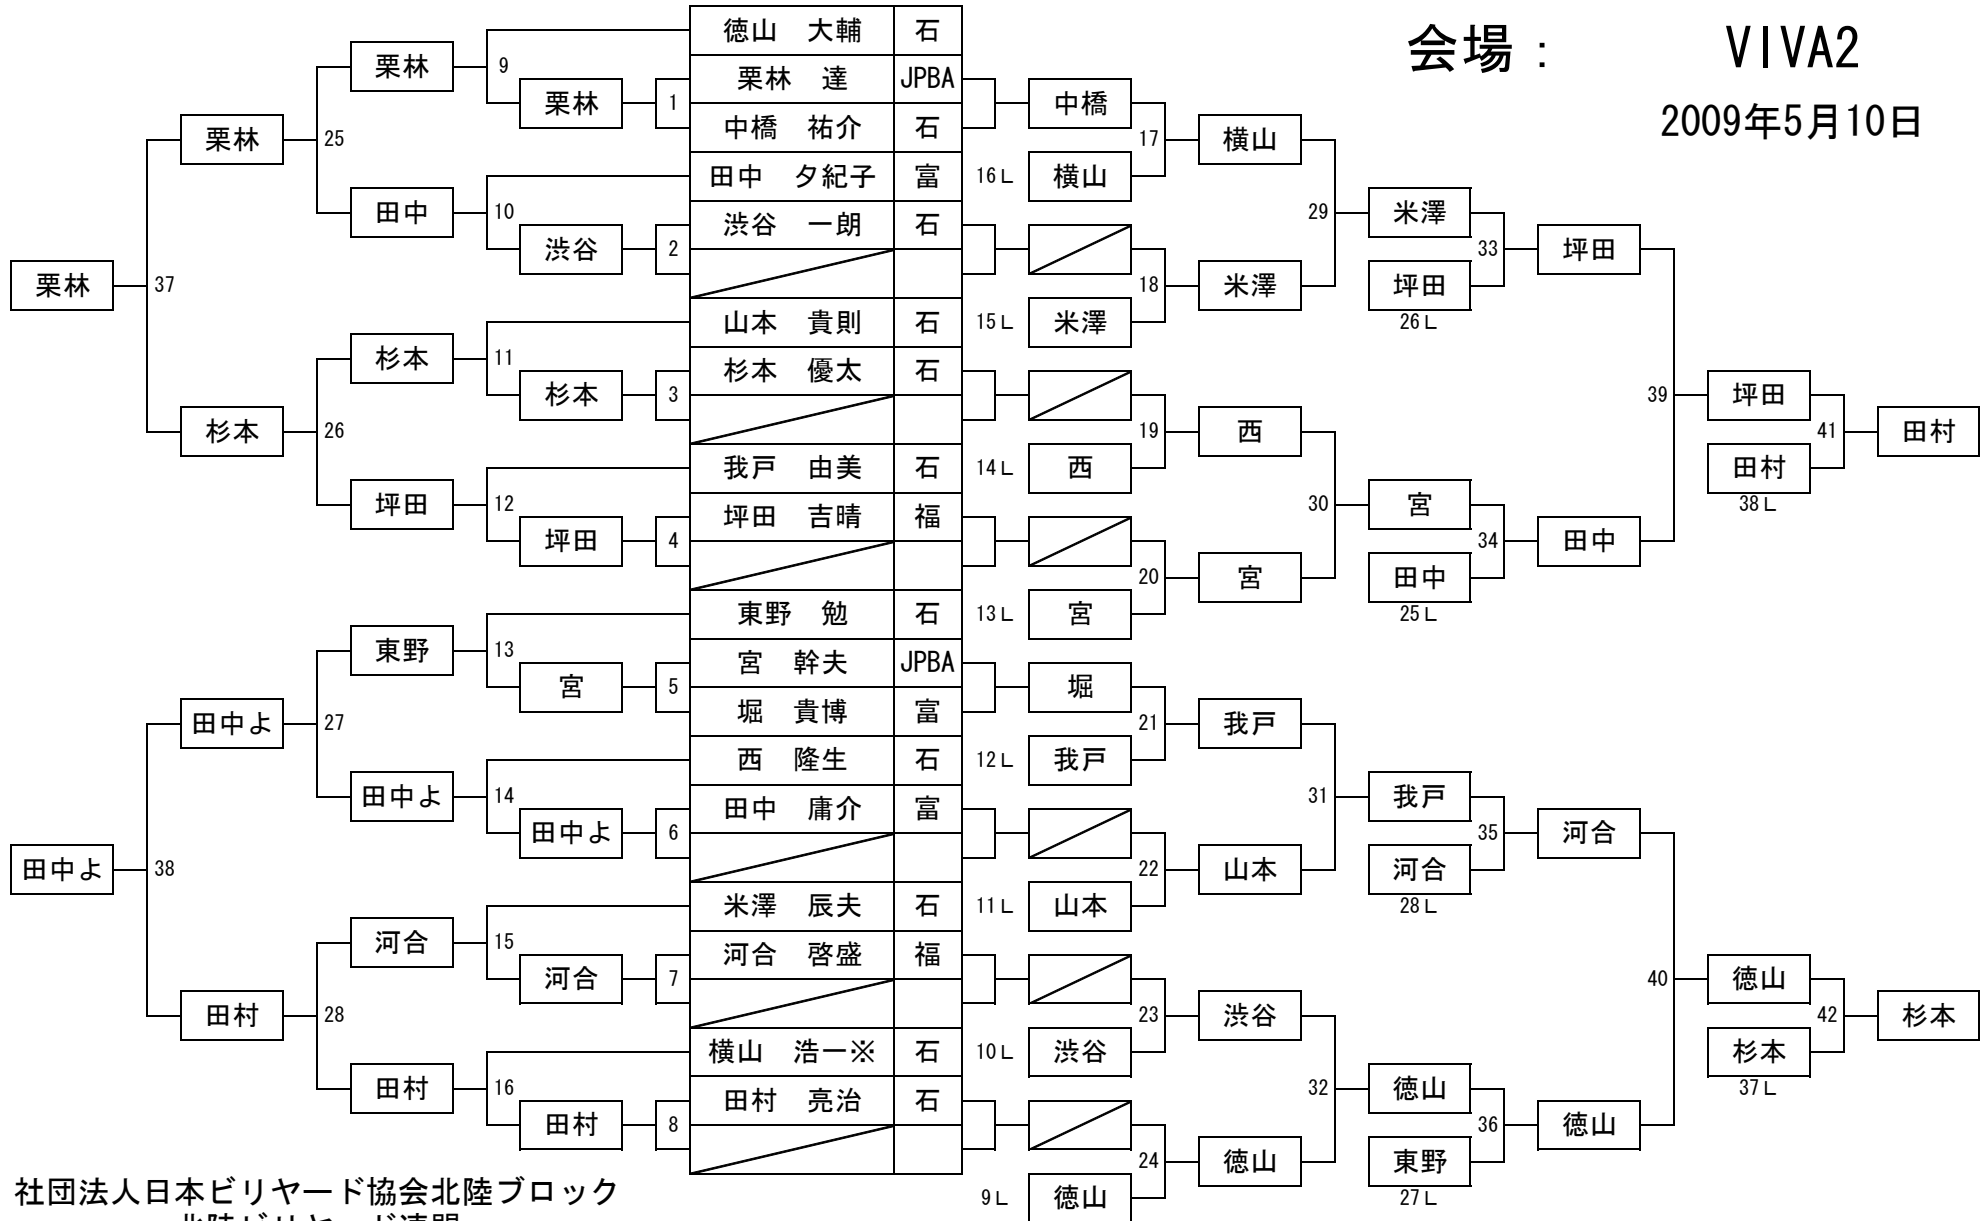 会場： VIVA2
2009年5月10日
徳山 大輔 石
栗林 達 JPBA
中橋 祐介 石
田中 夕紀子 富
渋谷 一朗 石
山本 貴則 石
杉本 優太 石
我戸 由美 石
坪田 吉晴 福
東野 勉 石
宮 幹夫 JPBA
堀 貴博 富
西 隆生 石
田中 庸介 富
米澤 辰夫 石
河合 啓盛 福
横山 浩一※ 石
田村 亮治 石
栗林
37
田中よ
38
栗林
25
杉本
26
田中よ
27
田村
28
栗林
9
田中
10
杉本
11
坪田
12
東野
13
田中よ
14
河合
15
田村
16
栗林 1
渋谷 2
杉本 3
坪田 4
宮 5
田中よ 6
河合 7
田村 8
中橋
17
16L 横山
18
15L 米澤
19
14L 西
20
13L 宮
堀
21
12L 我戸
22
11L 山本
23
10L 渋谷
24
9L 徳山
横山
29
米澤
西
30
宮
我戸
31
山本
渋谷
32
徳山
米澤
33
坪田
26L
宮
34
田中
25L
我戸
35
河合
28L
徳山
36
東野
27L
坪田
39
田中
河合
40
徳山
坪田
41
田村
38L
徳山
42
杉本
37L
田村
杉本
社団法人日本ビリヤード協会北陸ブロック
北陸ビリヤード連盟